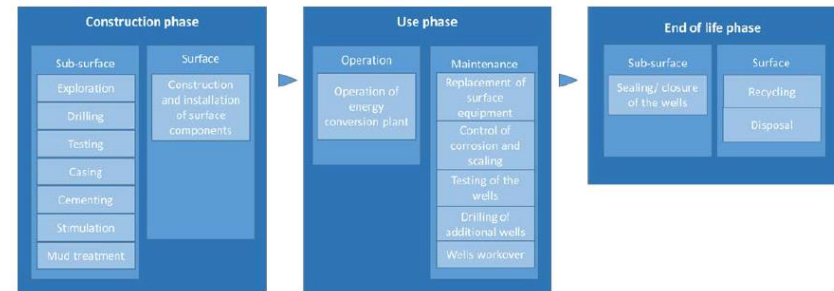 Construction phase
Sub-surface
Exploration
Drilling
Testing
Casing
Cementing
Stimulation
Mud treatment
Surface
Construction
and installation
of surface
components
Use phase
Operation
Operation of
energy
conversion plant
Maintenance
Replacement of
surface
equipment
Control of
corrosion and
scaling
Testing of the
wells
Drilling of
additional wells
Wells workover
End of life phase
Sub-surface
Sealing/ closure
of the wells
Surface
Recycling
Disposal